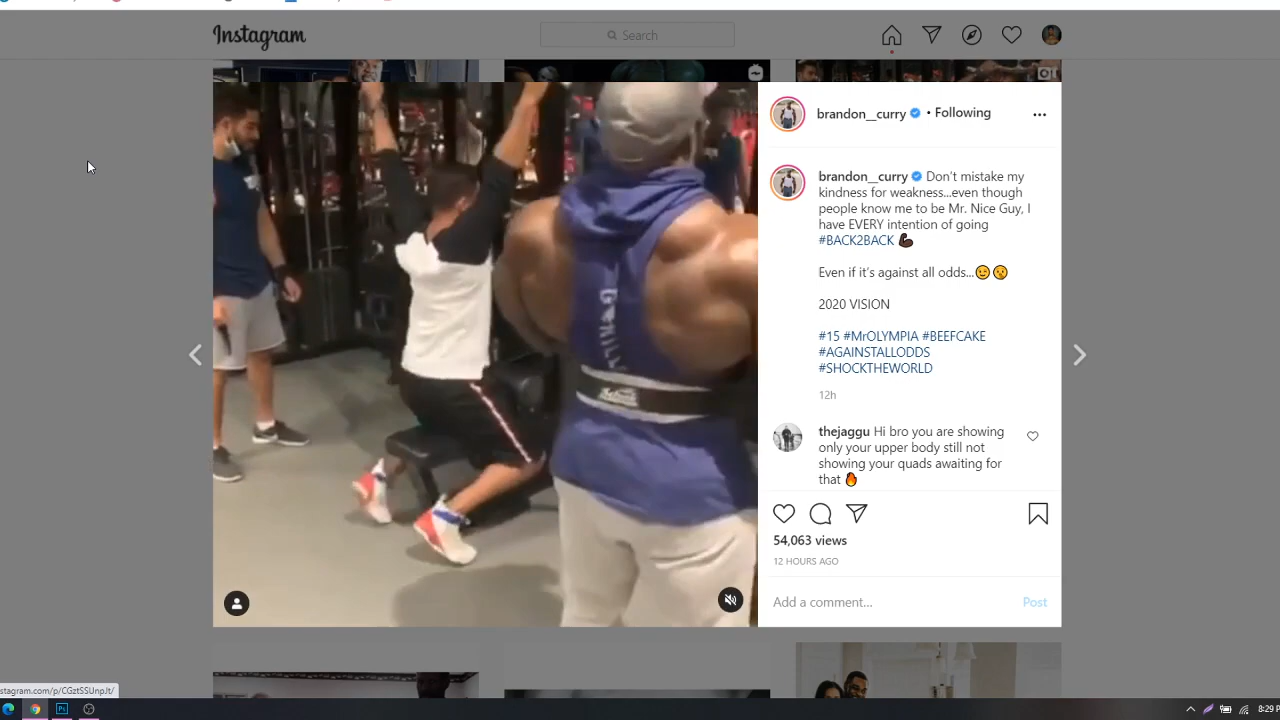 Instagram
Search
brandon__curry • Following
brandon__curry Don't mistake my
kindness for weakness...even though
people know me to be Mr. Nice Guy, I
have EVERY intention of going
#BACK2BACK 💪🏿
Even if it's against all odds...😉🤫
2020 VISION
#15 #MrOLYMPIA #BEEFCAKE
#AGAINSTALLODDS
#SHOCKTHEWORLD
12h
thejaggu Hi bro you are showing
only your upper body still not
showing your quads awaiting for
that 🔥
54,063 views
12 HOURS AGO
Add a comment...
Post
nstagram.com/p/CGztSSUnpJt/
8:29 P